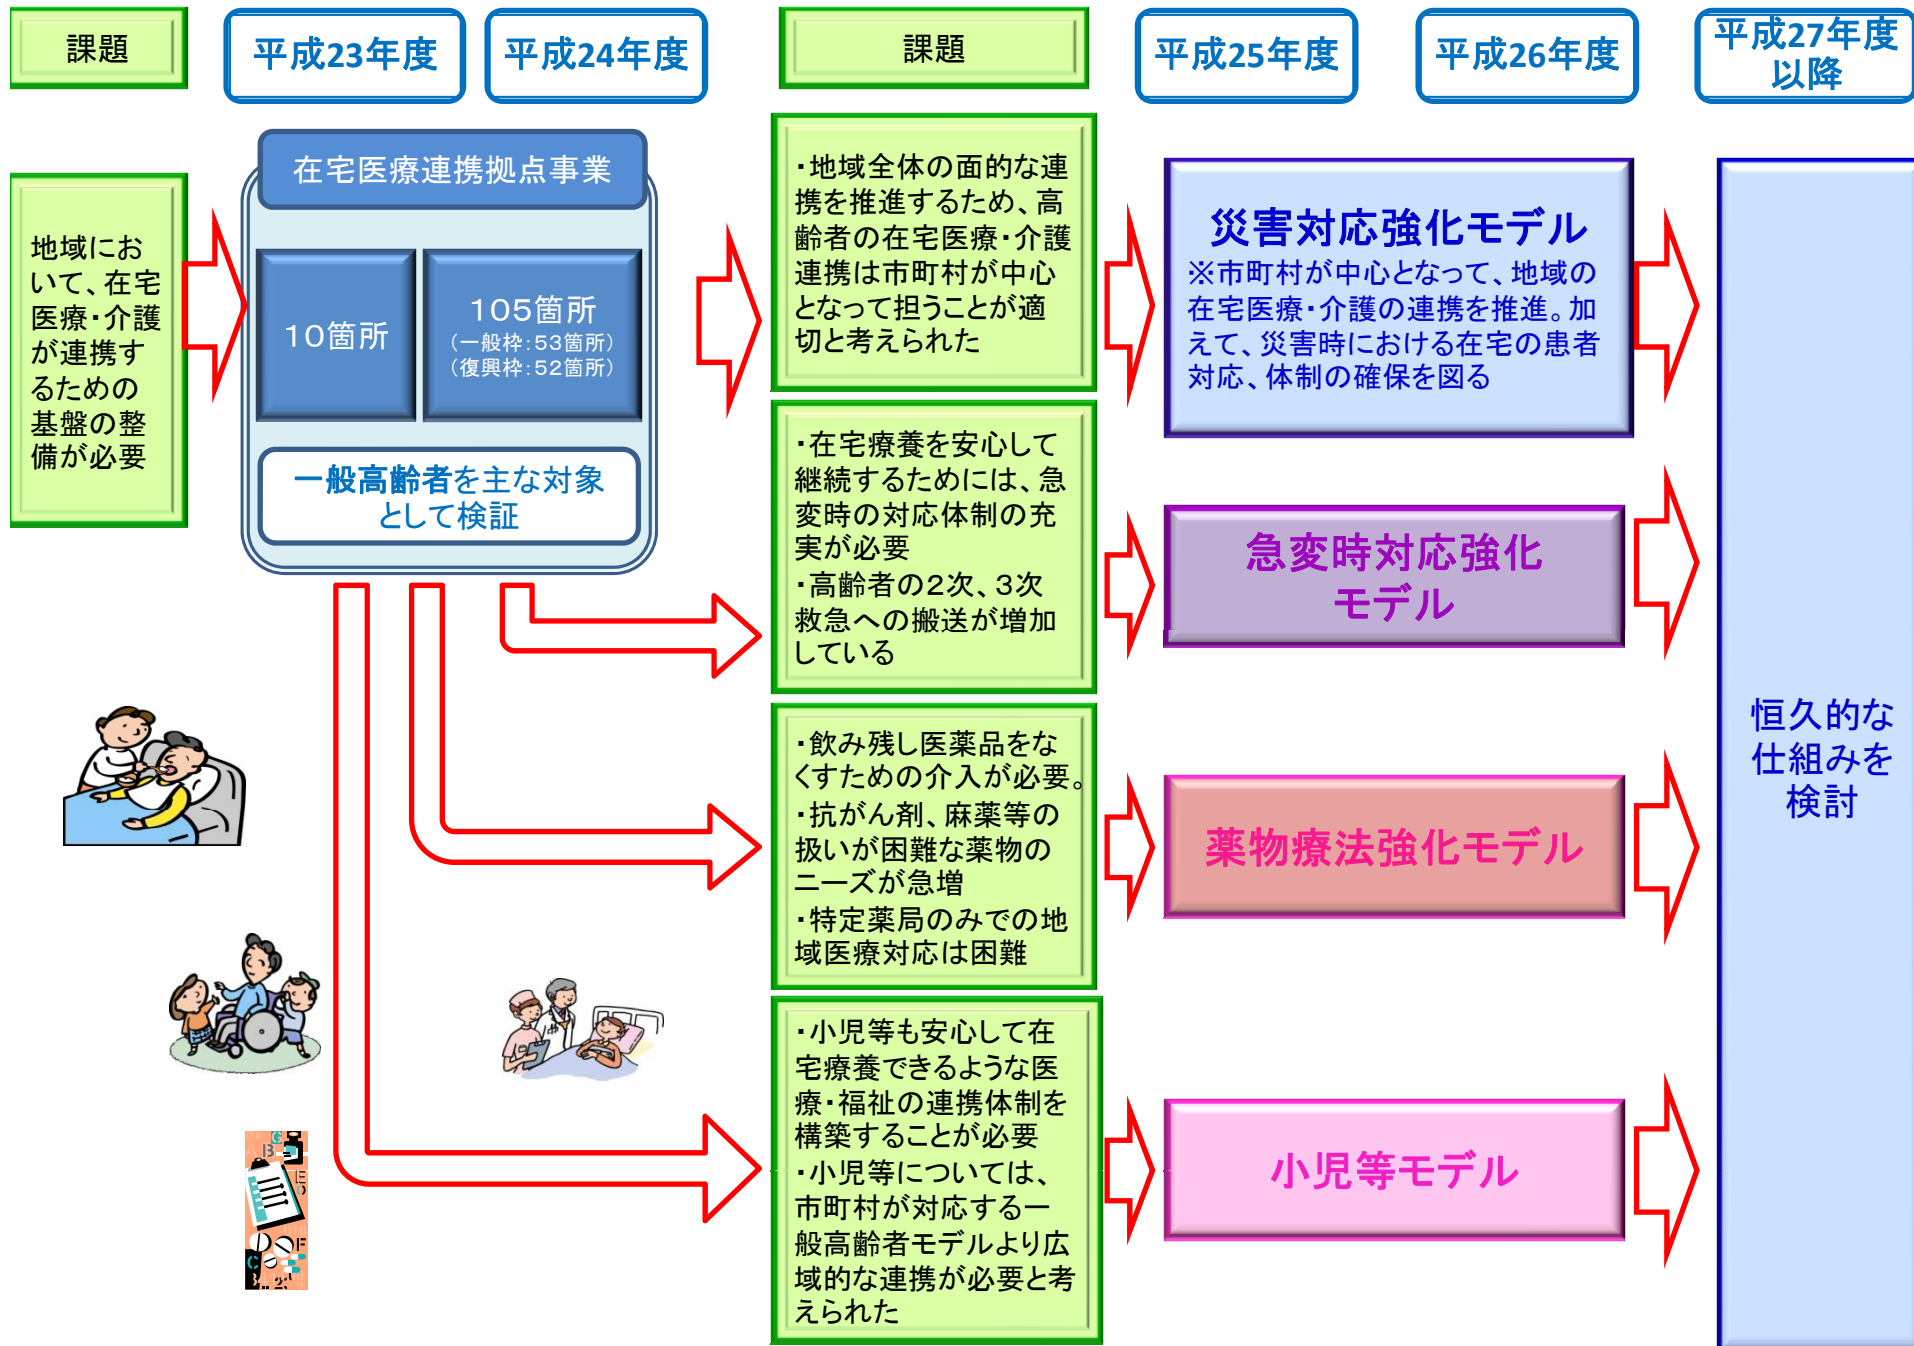 課題
平成23年度
平成24年度
課題
平成25年度
平成26年度
平成27年度
以降
地域にお
いて、在宅
医療・介護
が連携す
るための
基盤の整
備が必要
在宅医療連携拠点事業
10箇所
105箇所
（一般枠：53箇所）
（復興枠：52箇所）
一般高齢者を主な対象
として検証
・地域全体の面的な連
携を推進するため、高
齢者の在宅医療・介護
連携は市町村が中心
となって担うことが適
切と考えられた
・在宅療養を安心して
継続するためには、急
変時の対応体制の充
実が必要
・高齢者の2次、3次
救急への搬送が増加
している
・飲み残し医薬品をな
くすための介入が必要。
・抗がん剤、麻薬等の
扱いが困難な薬物の
ニーズが急増
・特定薬局のみでの地
域医療対応は困難
・小児等も安心して在
宅療養できるような医
療・福祉の連携体制を
構築することが必要
・小児等については、
市町村が対応する一
般高齢者モデルより広
域的な連携が必要と考
えられた
災害対応強化モデル
※市町村が中心となって、地域の
在宅医療・介護の連携を推進。加
えて、災害時における在宅の患者
対応、体制の確保を図る
急変時対応強化
モデル
薬物療法強化モデル
小児等モデル
恒久的な
仕組みを
検討